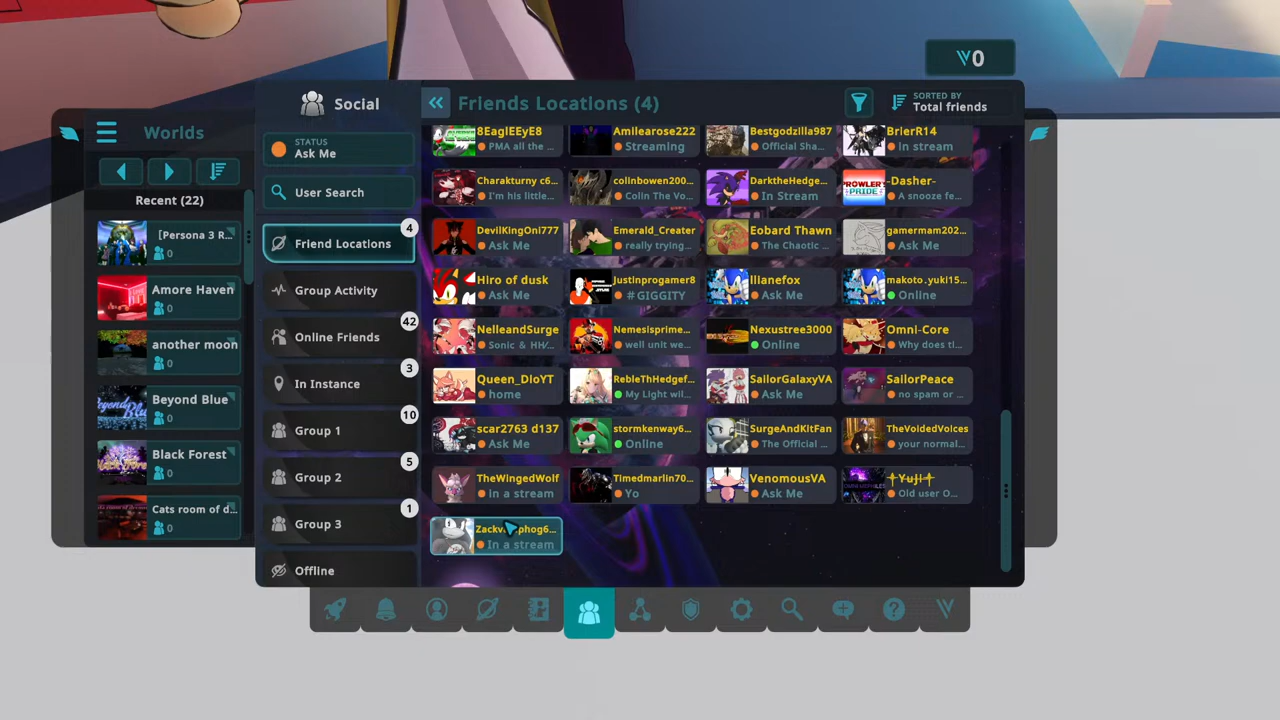 V0
Worlds
Recent (22)
[Persona 3 R...
0
Amore Haven
0
another moon
0
Beyond Blue
0
Black Forest
0
Cats room of d...
0
Social
STATUS
Ask Me
User Search
Friend Locations
4
Group Activity
Online Friends
42
In Instance
3
Group 1
10
Group 2
5
Group 3
1
Offline
Friends Locations (4)
SORTED BY
Total friends
8EaglEEyE8
PMA all the ...
Amilearose222
Streaming
Bestgodzilla987
Official Sha...
BrierR14
In stream
Charakturny c6...
I'm his little...
colinbowen200...
Colin The Vo...
DarktheHedge...
In Stream
PROWLER'S PRIDE
-Dasher-
A snooze fe...
DevilKingOni777
Ask Me
Emerald_Creater
really trying...
Eobard Thawn
The Chaotic ...
gamermam202...
Ask Me
Hiro of dusk
Ask Me
Justinprogamer8
#GIGGITY
Illanefox
Ask Me
makoto_yuki15...
Online
NelleandSurge
Sonic & HH/...
Nemesisprime...
well unit we...
Nexustree3000
Online
Omni-Core
Why does ti...
Queen_DloYT
home
RebleThHedgef...
My Light wil...
SailorGalaxyVA
Ask Me
SailorPeace
no spam or ...
scar2763 d137
Ask Me
stormkenway6...
Online
SurgeAndKitFan
The Official ...
TheVoidedVoices
your normal...
TheWingedWolf
In a stream
Timedmarlin70...
Yo
VenomousVA
Ask Me
Yuji
Old user O...
In a stream